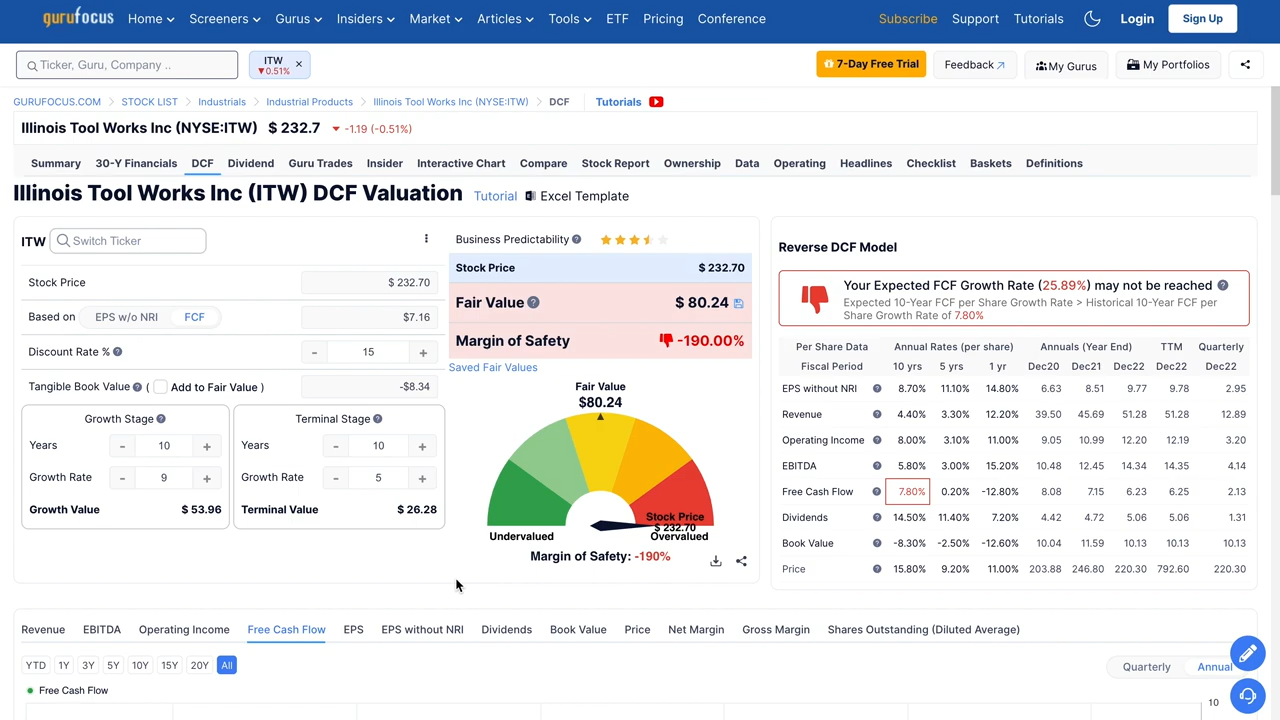 gurufocus Home Screeners Gurus Insiders Market Articles Tools ETF Pricing Conference Subscribe Support Tutorials Login Sign Up
Ticker, Guru, Company ..
ITW ×
▼0.51%
7-Day Free Trial Feedback My Gurus My Portfolios
GURUFOCUS.COM > STOCK LIST > Industrials > Industrial Products > Illinois Tool Works Inc (NYSE:ITW) > DCF Tutorials
Illinois Tool Works Inc (NYSE:ITW) $ 232.7 ▼ -1.19 (-0.51%)
Summary 30-Y Financials DCF Dividend Guru Trades Insider Interactive Chart Compare Stock Report Ownership Data Operating Headlines Checklist Baskets Definitions
Illinois Tool Works Inc (ITW) DCF Valuation Tutorial Excel Template
ITW Switch Ticker
Stock Price $ 232.70
Based on EPS w/o NRI FCF $7.16
Discount Rate % - 15 +
Tangible Book Value ( Add to Fair Value ) -$8.34
Growth Stage
Years - 10 +
Growth Rate - 9 +
Growth Value $ 53.96
Terminal Stage
Years - 10 +
Growth Rate - 5 +
Terminal Value $ 26.28
Business Predictability
Stock Price $ 232.70
Fair Value $ 80.24
Margin of Safety -190.00%
Saved Fair Values
Fair Value
$80.24
Stock Price
$ 232.70
Undervalued Overvalued
Margin of Safety: -190%
Reverse DCF Model
Your Expected FCF Growth Rate (25.89%) may not be reached
Expected 10-Year FCF per Share Growth Rate > Historical 10-Year FCF per
Share Growth Rate of 7.80%
Per Share Data Annual Rates (per share) Annuals (Year End) TTM Quarterly
Fiscal Period 10 yrs 5 yrs 1 yr Dec20 Dec21 Dec22 Dec22 Dec22
EPS without NRI 8.70% 11.10% 14.80% 6.63 8.51 9.77 9.78 2.95
Revenue 4.40% 3.30% 12.20% 39.50 45.69 51.28 51.28 12.89
Operating Income 8.00% 3.10% 11.00% 9.05 10.99 12.20 12.19 3.20
EBITDA 5.80% 3.00% 15.20% 10.48 12.45 14.34 14.35 4.14
Free Cash Flow 7.80% 0.20% -12.80% 8.08 7.15 6.23 6.25 2.13
Dividends 14.50% 11.40% 7.20% 4.42 4.72 5.06 5.06 1.31
Book Value -8.30% -2.50% -12.60% 10.04 11.59 10.13 10.13 10.13
Price 15.80% 9.20% 11.00% 203.88 246.80 220.30 792.60 220.30
Revenue EBITDA Operating Income Free Cash Flow EPS EPS without NRI Dividends Book Value Price Net Margin Gross Margin Shares Outstanding (Diluted Average)
YTD 1Y 3Y 5Y 10Y 15Y 20Y All Quarterly Annual
Free Cash Flow
10